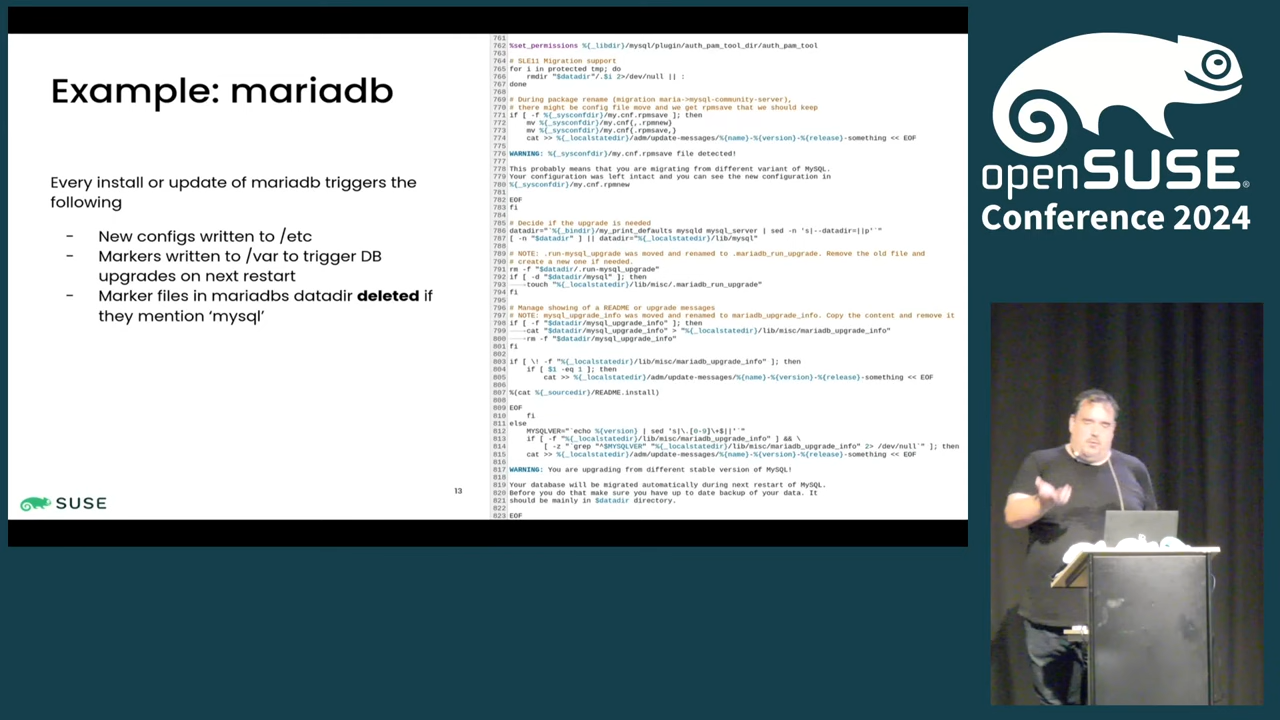 Example: mariadb
Every install or update of mariadb triggers the
following
- New configs written to /etc
- Markers written to /var to trigger DB
upgrades on next restart
- Marker files in mariadbs datadir deleted if
they mention ‘mysql’
SUSE
13
761
762 %set_permissions %{_libdir}/mysql/plugin/auth_pam_tool_dir/auth_pam_tool
763
764 # SLE11 Migration support
765 for i in protected tmp; do
766 rmdir "$datadir"/.$i 2>/dev/null || :
767 done
768
769 # During package rename (migration maria->mysql-community-server),
770 # there might be config file move and we get rpmsave that we should keep
771 if [ -f %{_sysconfdir}/my.cnf.rpmsave ]; then
772 mv %{_sysconfdir}/my.cnf{,.rpmnew}
773 mv %{_sysconfdir}/my.cnf{.rpmsave,}
774 cat >> %{_localstatedir}/adm/update-messages/%{name}-%{version}-%{release}-something << EOF
775
776 WARNING: %{_sysconfdir}/my.cnf.rpmsave file detected!
777
778 This probably means that you are migrating from different variant of MySQL.
779 Your configuration was left intact and you can see the new configuration in
780 %{_sysconfdir}/my.cnf.rpmnew
781
782 EOF
783 fi
784
785 # Decide if the upgrade is needed
786 datadir="`%{_bindir}/my_print_defaults mysqld mysql_server | sed -n 's|--datadir=||p'`"
787 [ -n "$datadir" ] || datadir="%{_localstatedir}/lib/mysql"
788
789 # NOTE: .run-mysql_upgrade was moved and renamed to .mariadb_run_upgrade. Remove the old file and
790 # create a new one if needed.
791 rm -f "$datadir/.run-mysql_upgrade"
792 if [ -d "$datadir/mysql" ]; then
793 touch "%{_localstatedir}/lib/misc/.mariadb_run_upgrade"
794 fi
795
796 # Manage showing of a README or upgrade messages
797 # NOTE: mysql_upgrade_info was moved and renamed to mariadb_upgrade_info. Copy the content and remove it
798 if [ -f "$datadir/mysql_upgrade_info" ]; then
799 cat "$datadir/mysql_upgrade_info" > "%{_localstatedir}/lib/misc/mariadb_upgrade_info"
800 rm -f "$datadir/mysql_upgrade_info"
801 fi
802
803 if [ \! -f "%{_localstatedir}/lib/misc/mariadb_upgrade_info" ]; then
804 if [ $1 -eq 1 ]; then
805 cat >> %{_localstatedir}/adm/update-messages/%{name}-%{version}-%{release}-something << EOF
806
807 %(cat %{_sourcedir}/README.install)
808
809 EOF
810 fi
811 else
812 MYSQLVER="`echo %{version} | sed 's|\.[0-9]\+$||'`"
813 if [ -f "%{_localstatedir}/lib/misc/mariadb_upgrade_info" ] && \
814 [ -z "`grep "^$MYSQLVER" "%{_localstatedir}/lib/misc/mariadb_upgrade_info" 2> /dev/null`" ]; then
815 cat >> %{_localstatedir}/adm/update-messages/%{name}-%{version}-%{release}-something << EOF
816
817 WARNING: You are upgrading from different stable version of MySQL!
818
819 Your database will be migrated automatically during next restart of MySQL.
820 Before you do that make sure you have up to date backup of your data. It
821 should be mainly in $datadir directory.
822
823 EOF
openSUSE®
Conference 2024